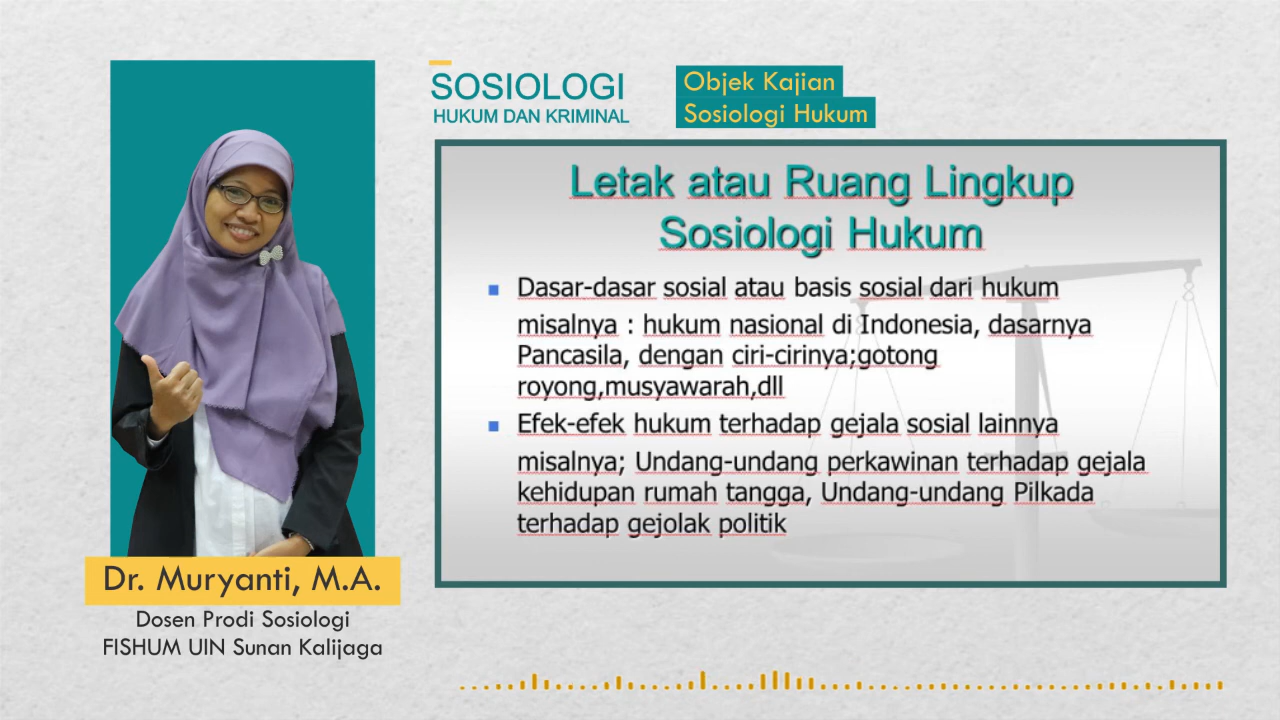 SOSIOLOGI
HUKUM DAN KRIMINAL
Objek Kajian
Sosiologi Hukum
Letak atau Ruang Lingkup
Sosiologi Hukum
Dasar-dasar sosial atau basis sosial dari hukum
misalnya : hukum nasional di Indonesia, dasarnya
Pancasila, dengan ciri-cirinya;gotong
royong,musyawarah,dll
Efek-efek hukum terhadap gejala sosial lainnya
misalnya; Undang-undang perkawinan terhadap gejala
kehidupan rumah tangga, Undang-undang Pilkada
terhadap gejolak politik
Dr. Muryanti, M.A.
Dosen Prodi Sosiologi
FISHUM UIN Sunan Kalijaga